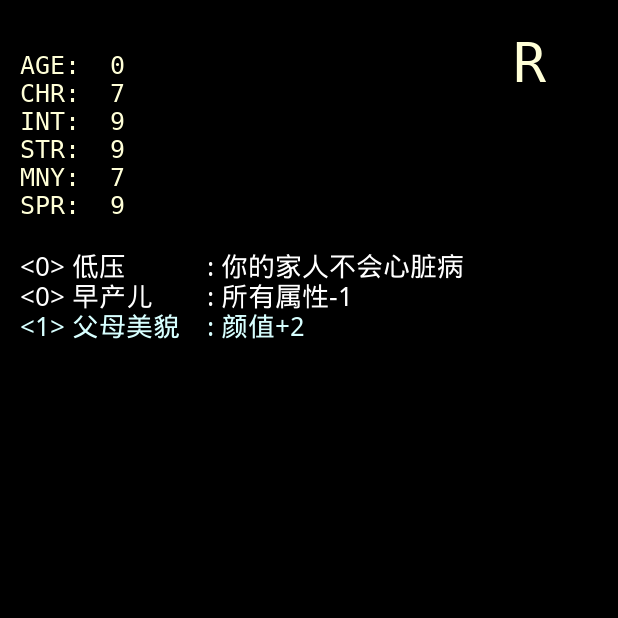 R
AGE: 0
CHR: 7
INT: 9
STR: 9
MNY: 7
SPR: 9
<0> 低压 : 你的家人不会心脏病
<0> 早产儿 : 所有属性-1
<1> 父母美貌 : 颜值+2